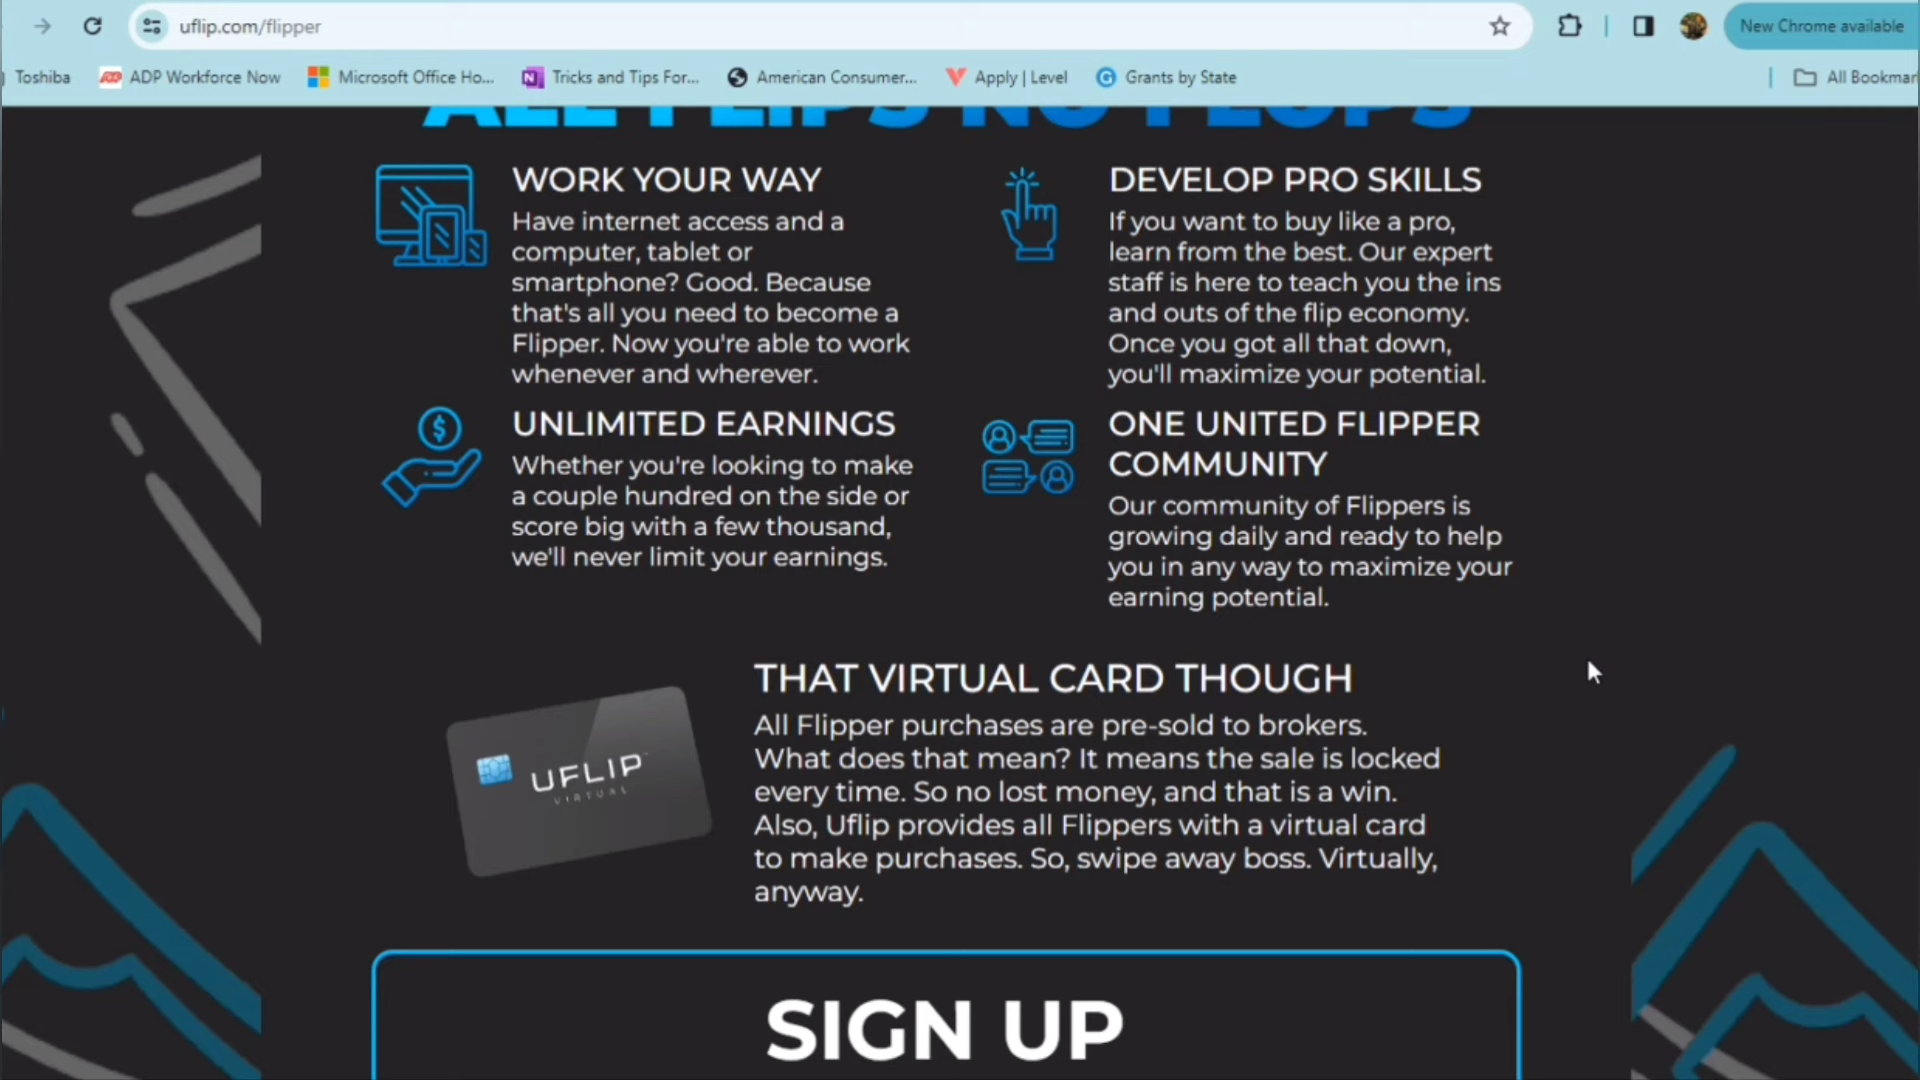 uflip.com/flipper
New Chrome available
Toshiba
ADP Workforce Now
Microsoft Office Ho...
Tricks and Tips For...
American Consumer...
Apply | Level
Grants by State
All Bookmar
ALL FLIPS NO FLOPS
WORK YOUR WAY
Have internet access and a
computer, tablet or
smartphone? Good. Because
that's all you need to become a
Flipper. Now you're able to work
whenever and wherever.
DEVELOP PRO SKILLS
If you want to buy like a pro,
learn from the best. Our expert
staff is here to teach you the ins
and outs of the flip economy.
Once you got all that down,
you'll maximize your potential.
UNLIMITED EARNINGS
Whether you're looking to make
a couple hundred on the side or
score big with a few thousand,
we'll never limit your earnings.
ONE UNITED FLIPPER
COMMUNITY
Our community of Flippers is
growing daily and ready to help
you in any way to maximize your
earning potential.
UFLIP
VIRTUAL
THAT VIRTUAL CARD THOUGH
All Flipper purchases are pre-sold to brokers.
What does that mean? It means the sale is locked
every time. So no lost money, and that is a win.
Also, Uflip provides all Flippers with a virtual card
to make purchases. So, swipe away boss. Virtually,
anyway.
SIGN UP